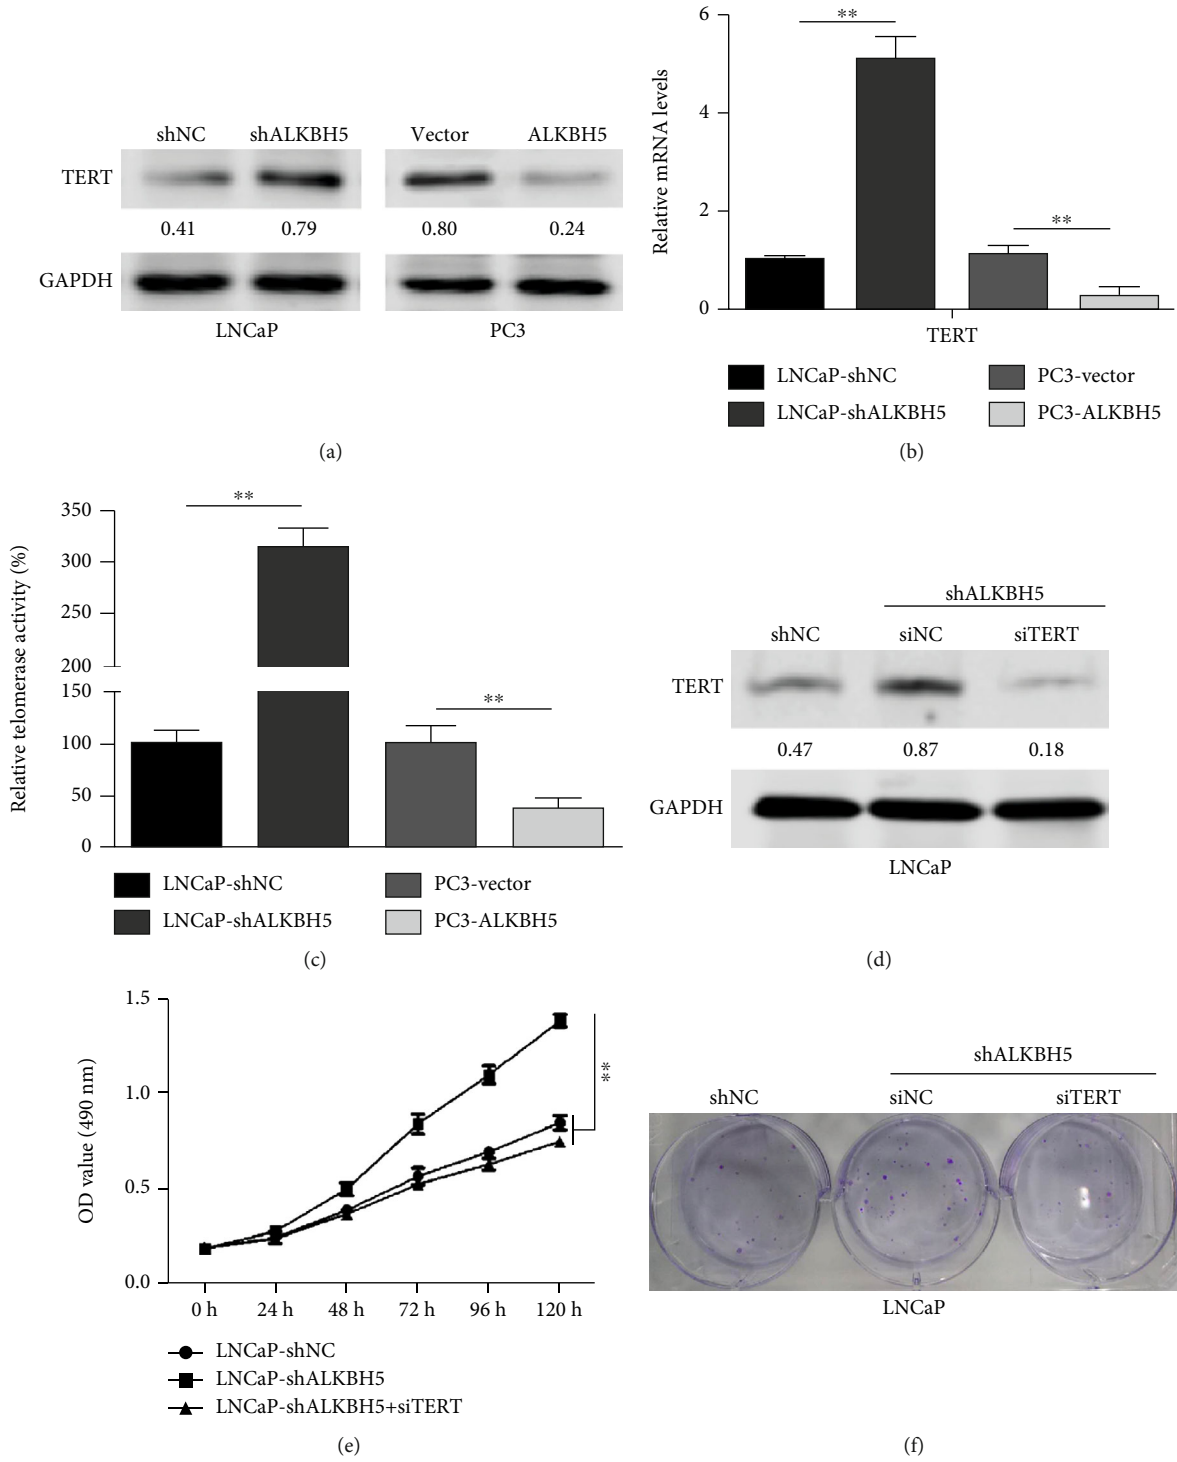 shNC shALKBH5 Vector ALKBH5
TERT
0.41 0.79 0.80 0.24
GAPDH
LNCaP PC3
(a)
6
4
2
0
Relative mRNA levels
**
**
TERT
LNCaP-shNC PC3-vector
LNCaP-shALKBH5 PC3-ALKBH5
(b)
350
300
250
200
150
100
50
0
Relative telomerase activity (%)
**
**
LNCaP-shNC PC3-vector
LNCaP-shALKBH5 PC3-ALKBH5
(c)
shALKBH5
shNC siNC siTERT
TERT
0.47 0.87 0.18
GAPDH
LNCaP
(d)
1.5
1.0
0.5
0.0
OD value (490 nm)
**
0 h 24 h 48 h 72 h 96 h 120 h
LNCaP-shNC
LNCaP-shALKBH5
LNCaP-shALKBH5+siTERT
(e)
shALKBH5
shNC siNC siTERT
LNCaP
(f)